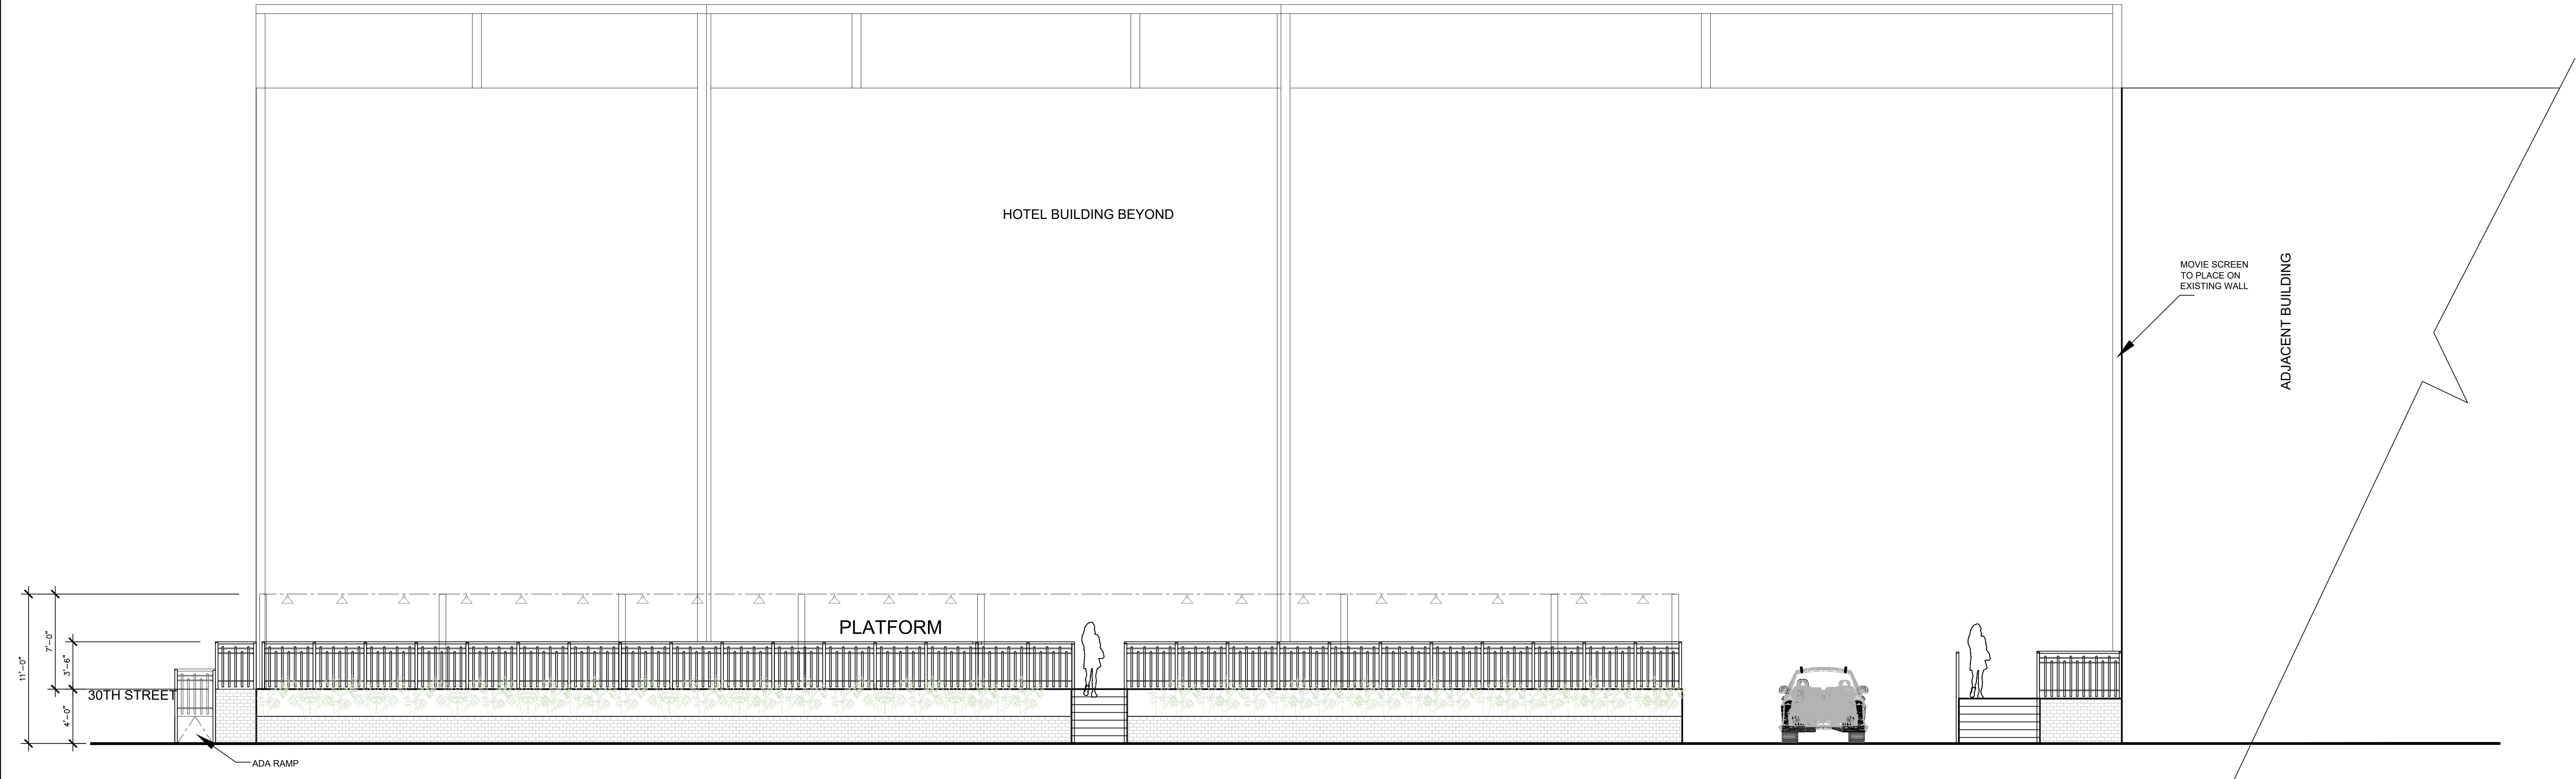 HOTEL BUILDING BEYOND
MOVIE SCREEN
TO PLACE ON
EXISTING WALL
ADJACENT BUILDING
PLATFORM
11'-0"
7'-0"
3'-6"
4'-0"
30TH STREET
ADA RAMP